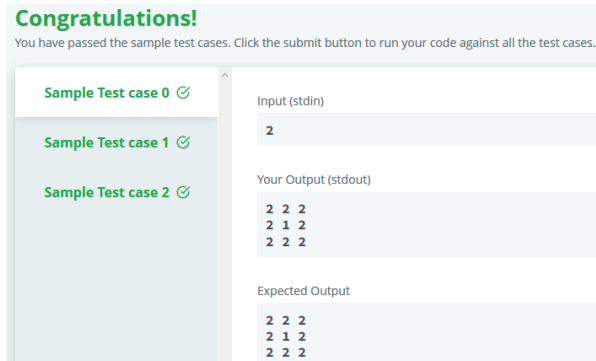 Congratulations!
You have passed the sample test cases. Click the submit button to run your code against all the test cases.
Sample Test case 0
Sample Test case 1
Sample Test case 2
Input (stdin)
2
Your Output (stdout)
2 2 2
2 1 2
2 2 2
Expected Output
2 2 2
2 1 2
2 2 2